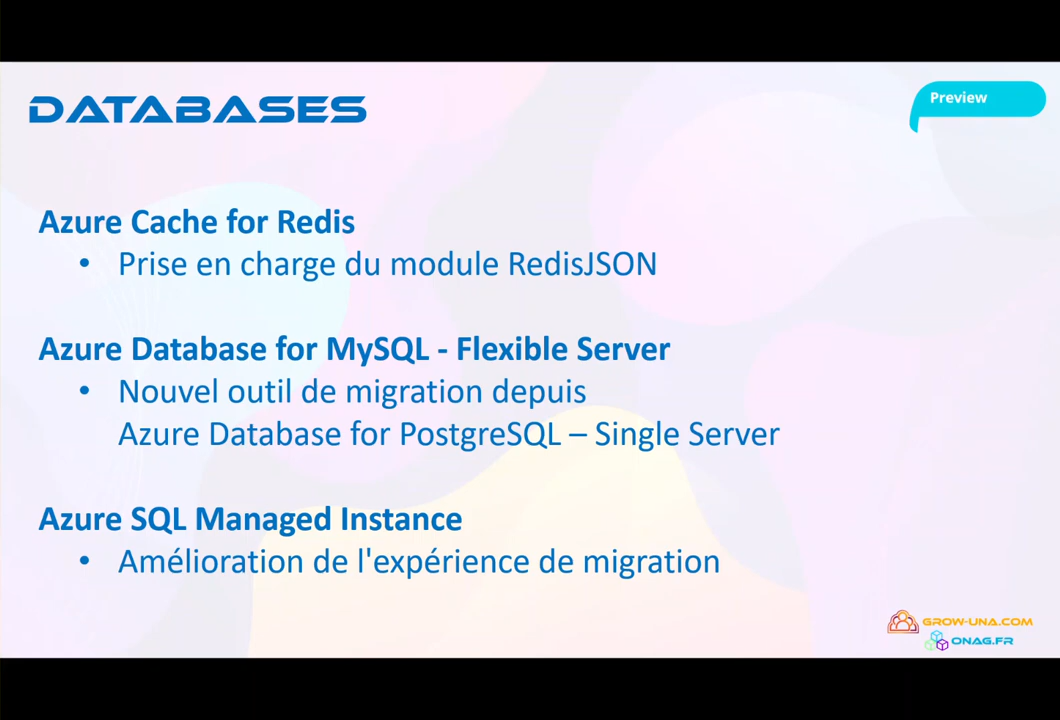 DATABASES
Preview
Azure Cache for Redis
• Prise en charge du module RedisJSON
Azure Database for MySQL - Flexible Server
• Nouvel outil de migration depuis
Azure Database for PostgreSQL – Single Server
Azure SQL Managed Instance
• Amélioration de l'expérience de migration
GROW-UNA.COM
ONAG.FR